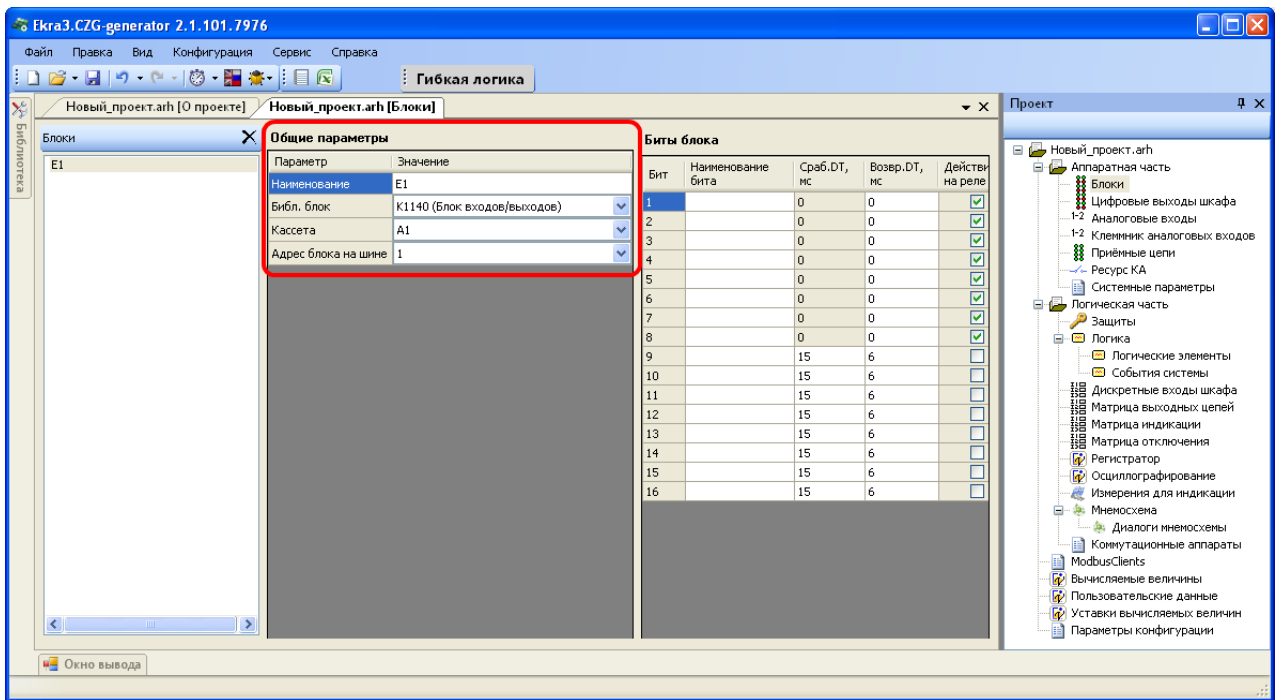 Ekra3.CZG-generator 2.1.101.7976
Файл Правка Вид Конфигурация Сервис Справка
Гибкая логика
Библиотека
Новый_проект.arh [О проекте] Новый_проект.arh [Блоки]
Блоки
E1
Общие параметры
Параметр Значение
Наименование E1
Библ. блок К1140 (Блок входов/выходов)
Кассета A1
Адрес блока на шине 1
Биты блока
Бит Наименование бита Сраб.DT, мс Возвр.DT, мс Действи на реле
1 0 0
2 0 0
3 0 0
4 0 0
5 0 0
6 0 0
7 0 0
8 0 0
9 15 6
10 15 6
11 15 6
12 15 6
13 15 6
14 15 6
15 15 6
16 15 6
Проект
Новый_проект.arh
Аппаратная часть
Блоки
Цифровые выходы шкафа
1-2 Аналоговые входы
1-2 Клеммник аналоговых входов
Приёмные цепи
Ресурс КА
Системные параметры
Логическая часть
Защиты
Логика
Логические элементы
События системы
Дискретные входы шкафа
Матрица выходных цепей
Матрица индикации
Матрица отключения
Регистратор
Осциллографирование
Измерения для индикации
Мнемосхема
Диалоги мнемосхемы
Коммутационные аппараты
ModbusClients
Вычисляемые величины
Пользовательские данные
Уставки вычисляемых величин
Параметры конфигурации
Окно вывода